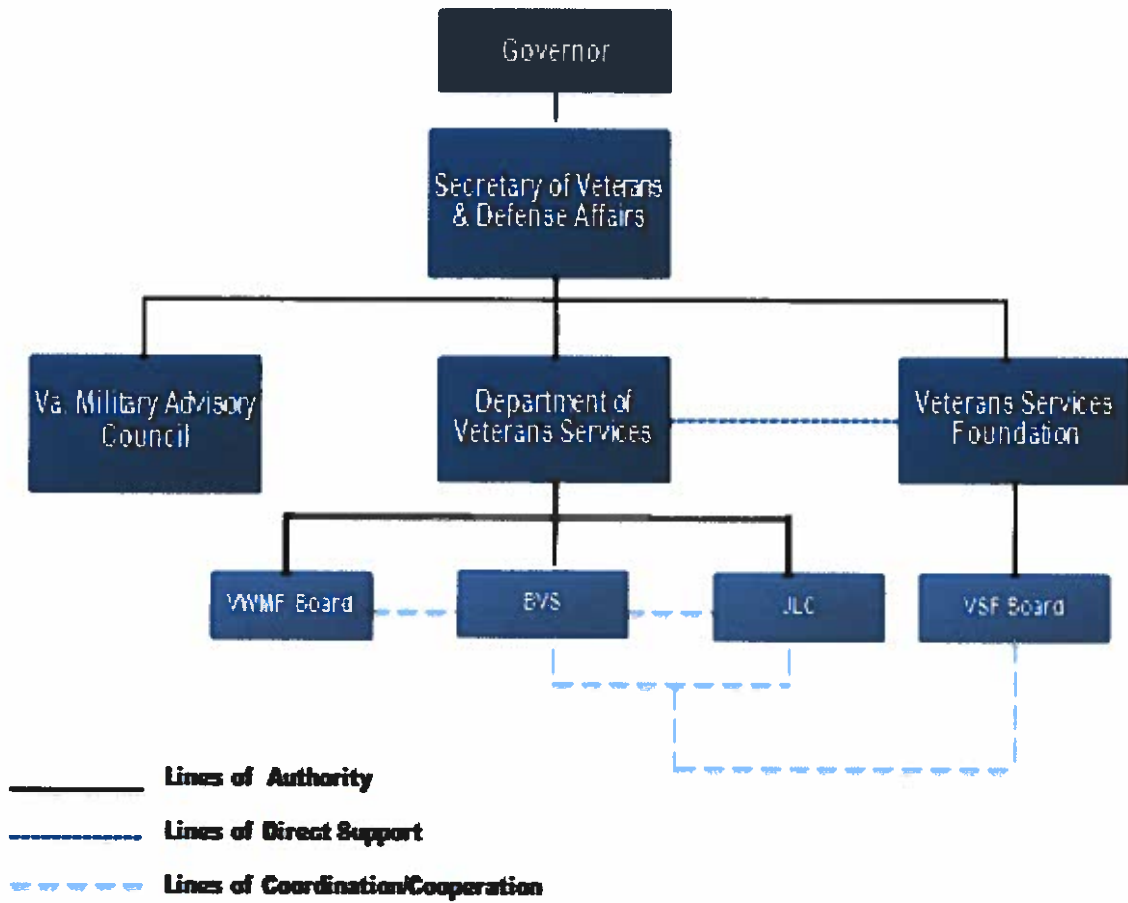 Governor
Secretary of Veterans
& Defense Affairs
Va. Military Advisory
Council
Department of
Veterans Services
Veterans Services
Foundation
VWMF Board
BVS
JLC
VSF Board
Lines of Authority
Lines of Direct Support
Lines of Coordination/Cooperation